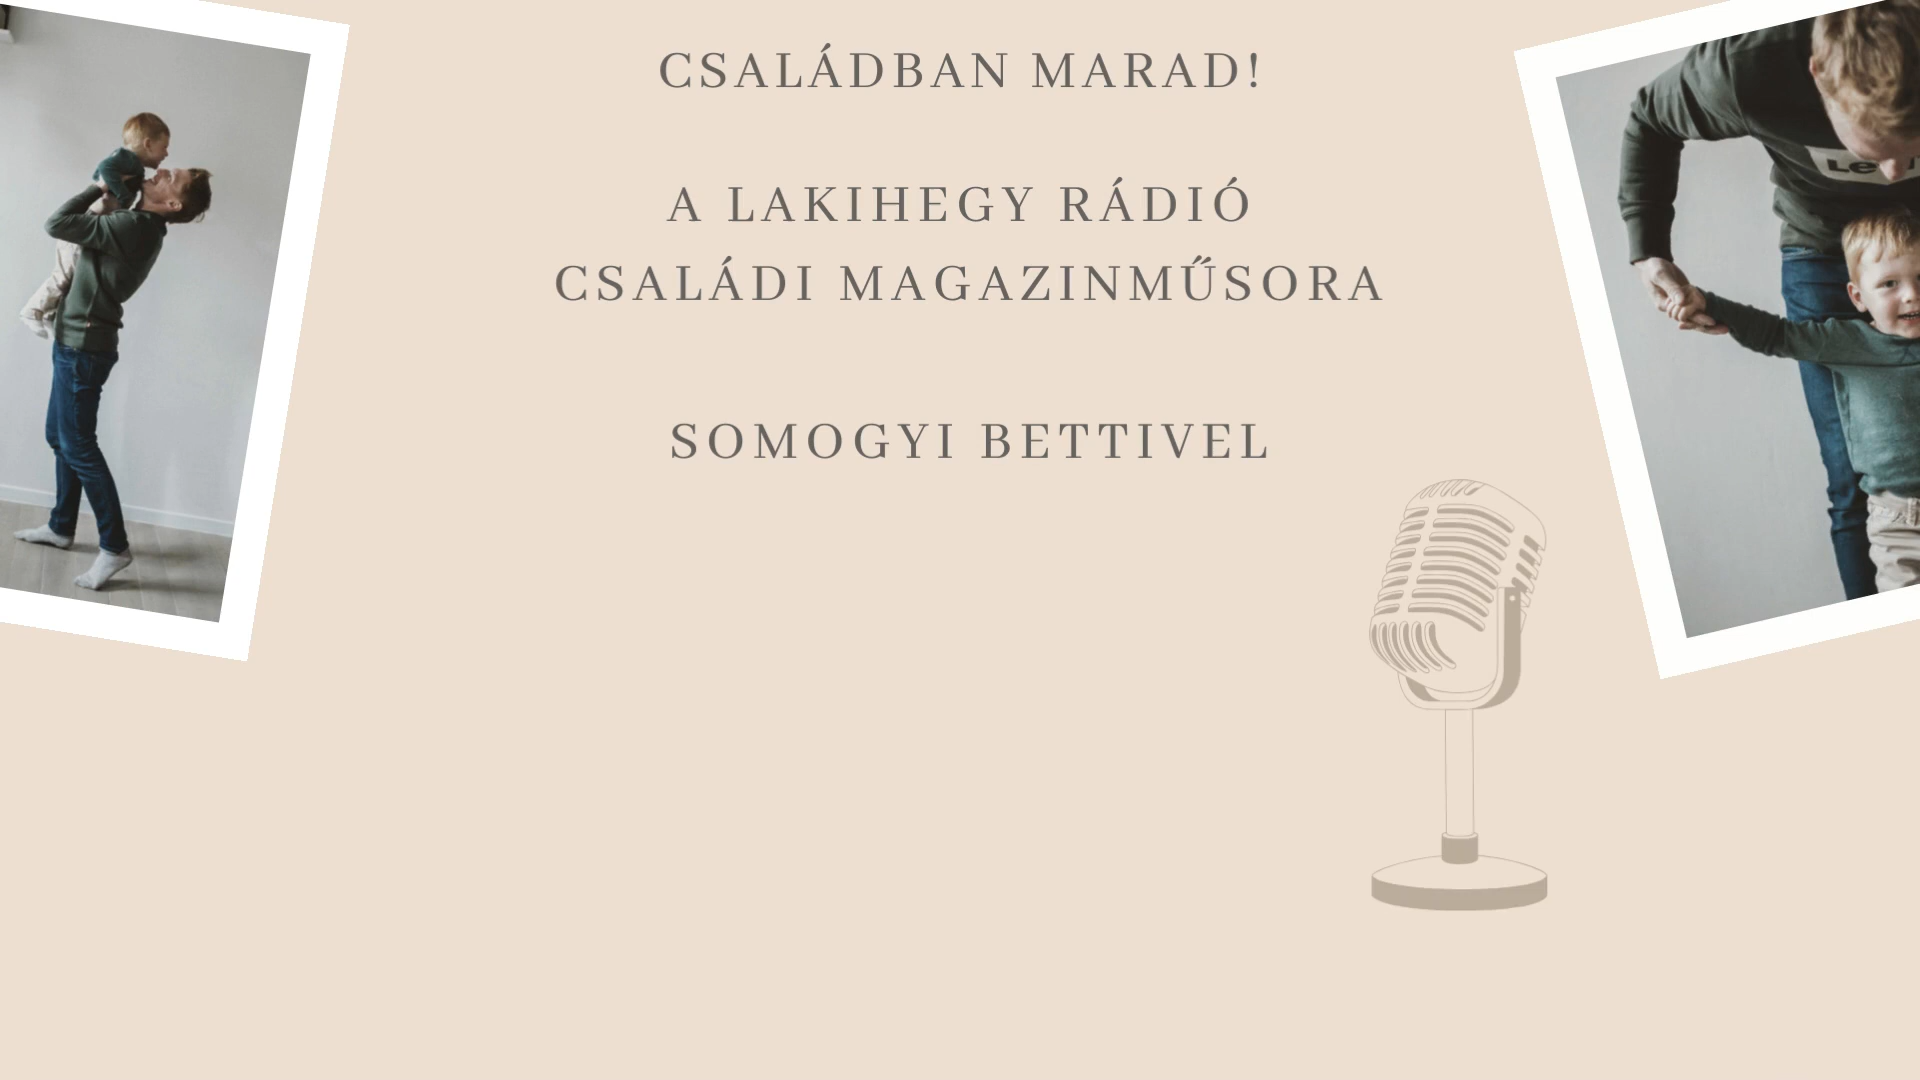 CSALÁDBAN MARAD!
A LAKIHEGY RÁDIÓ
CSALÁDI MAGAZINMŰSORA
SOMOGYI BETTIVEL